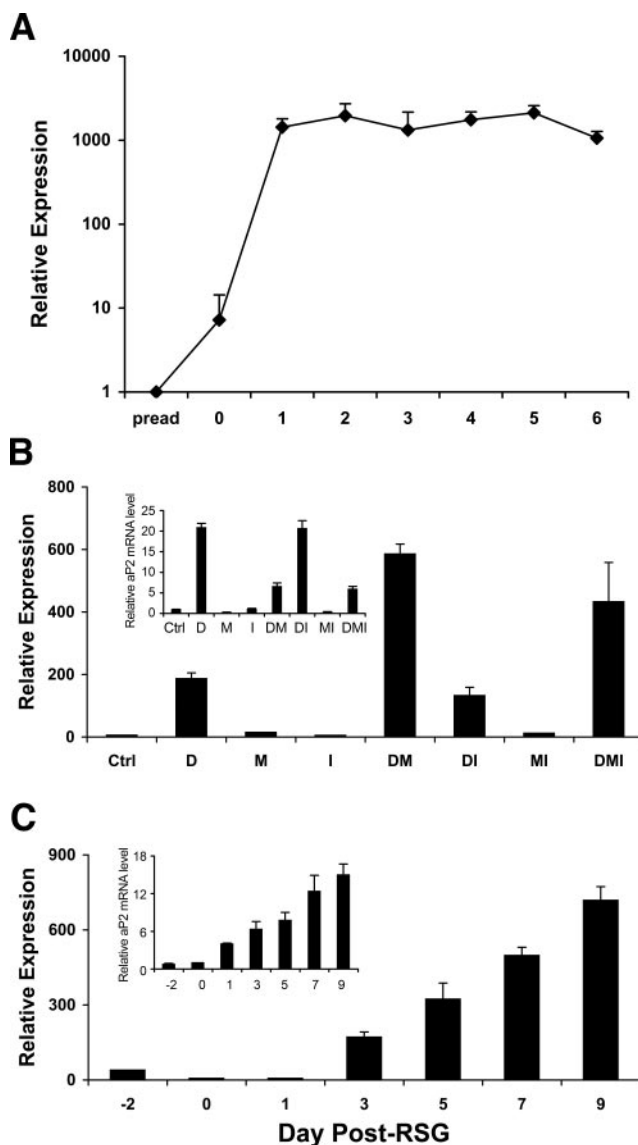 A
10000
1000
100
10
1
Relative Expression
pread 0 1 2 3 4 5 6
B
800
600
400
200
0
Relative Expression
25
20
15
10
5
0
Relative aP2 mRNA level
Ctrl D M I DM DI MI DMI
Ctrl D M I DM DI MI DMI
C
900
600
300
0
Relative Expression
18
12
6
0
Relative aP2 mRNA level
-2 0 1 3 5 7 9
-2 0 1 3 5 7 9
Day Post-RSG